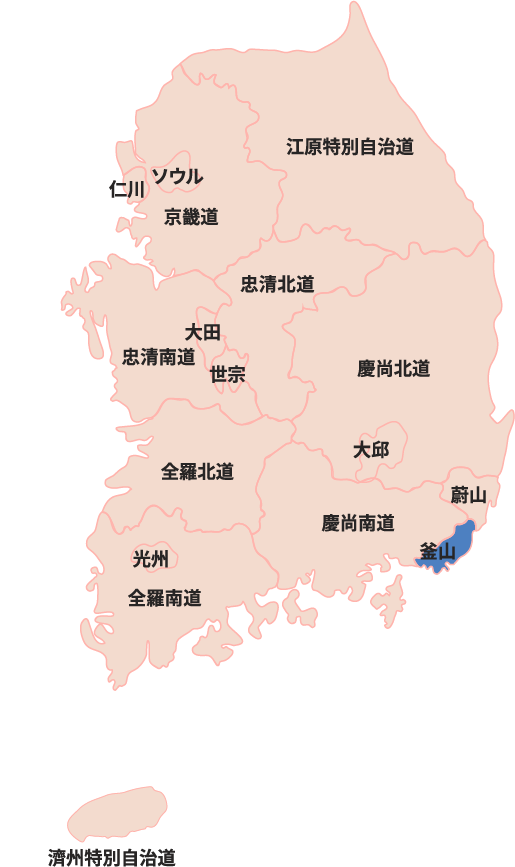 江原特別自治道
ソウル
仁川
京畿道
忠清北道
大田
忠清南道
世宗
慶尚北道
大邱
全羅北道
蔚山
慶尚南道
釜山
光州
全羅南道
済州特別自治道